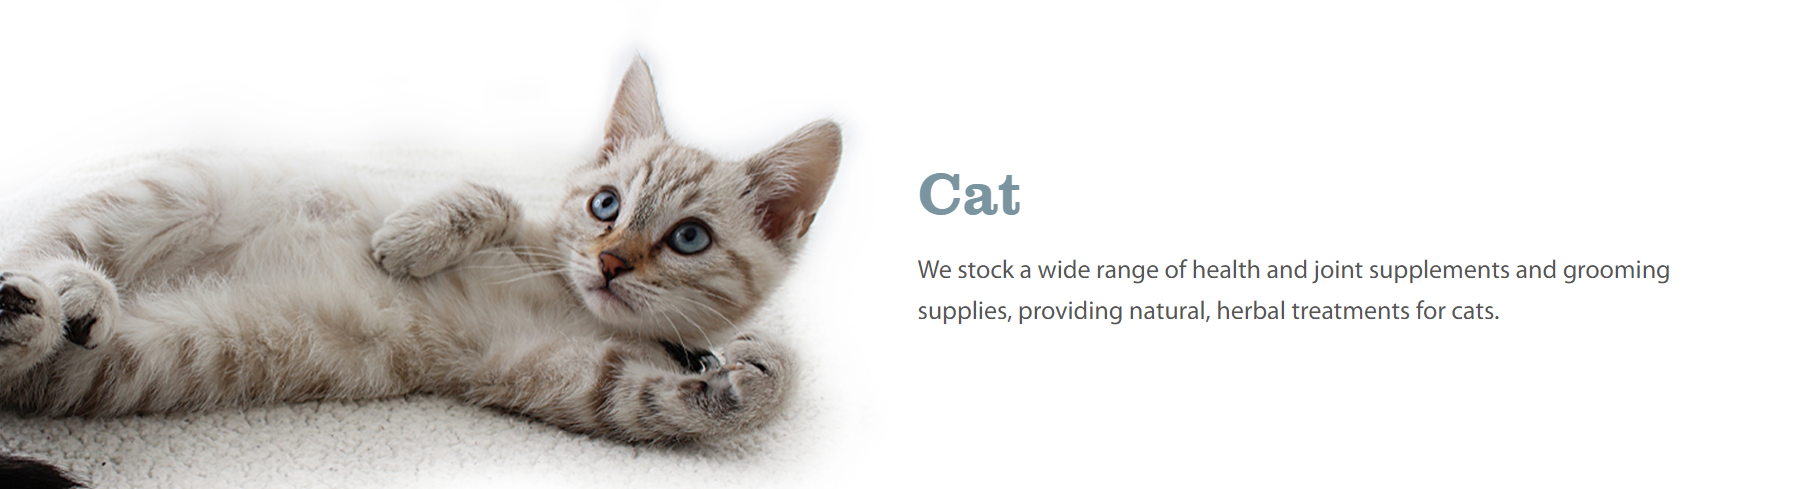 Cat
We stock a wide range of health and joint supplements and grooming
supplies, providing natural, herbal treatments for cats.